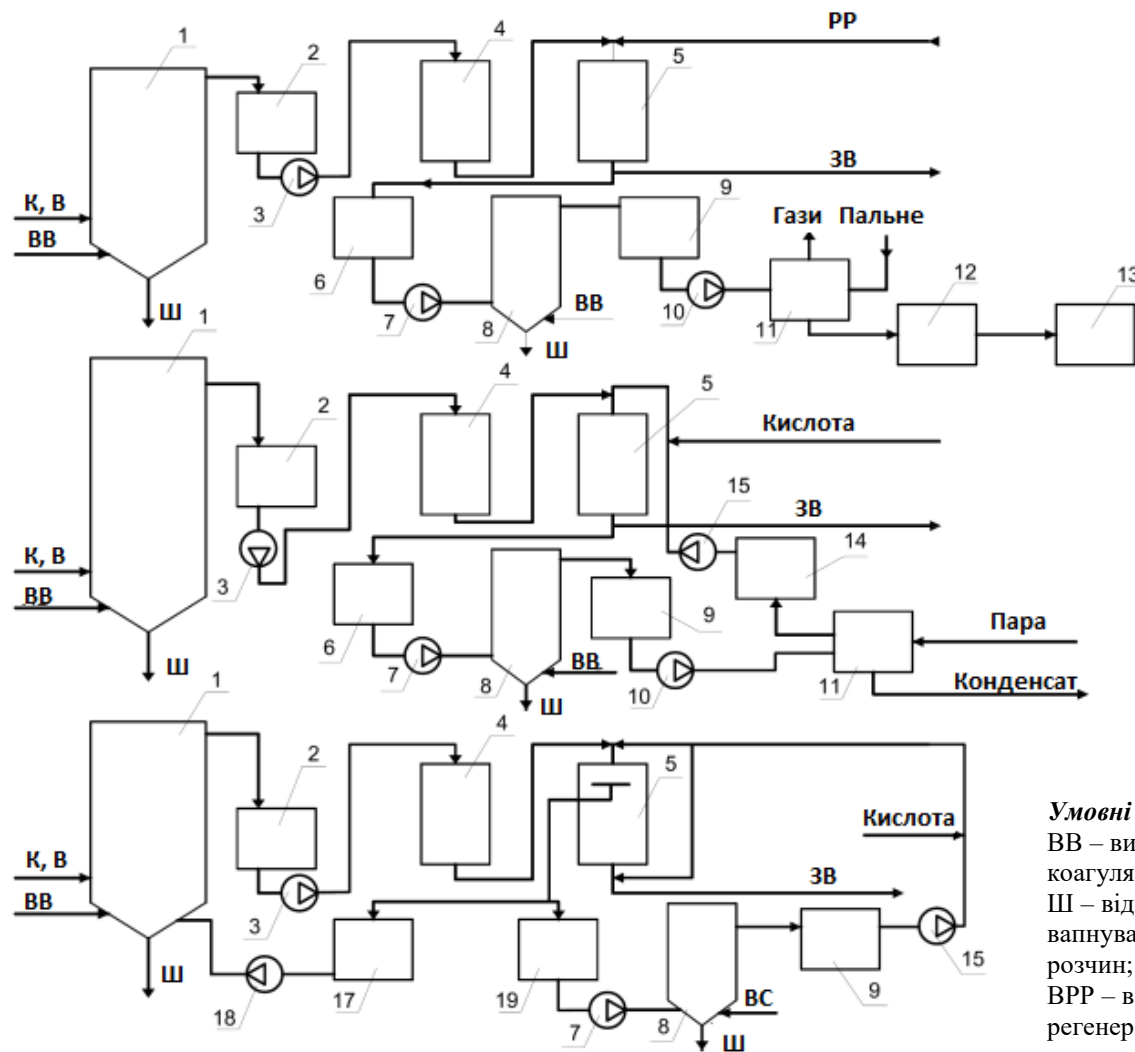 РР
1
4
5
2
ЗВ
9
3
К, В
Гази
Пальне
ВВ
6
12
13
7
8
ВВ
10
11
Ш
Ш
1
4
5
2
Кислота
15
ЗВ
14
К, В
3
9
ВВ
6
Пара
7
8
ВВ
10
11
Ш
Конденсат
Ш
1
4
2
5
Умовні
Кислота
ВВ – ви
К, В
коагуля
3
ЗВ
Ш – від
ВВ
вапнува
розчин;
15
17
19
9
ВС
ВРР – в
Ш
18
7
8
регенер
Ш